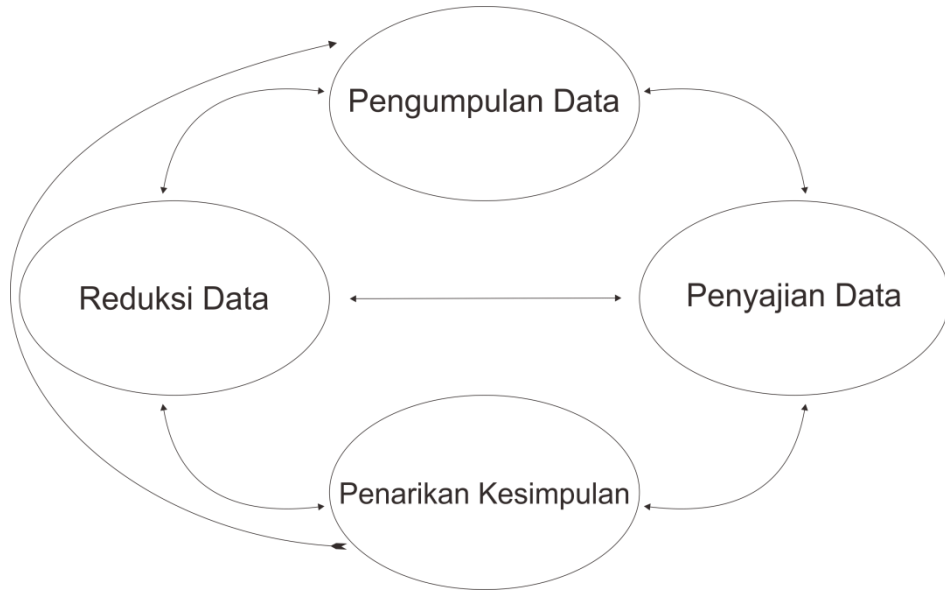 Pengumpulan Data
Reduksi Data
Penyajian Data
Penarikan Kesimpulan